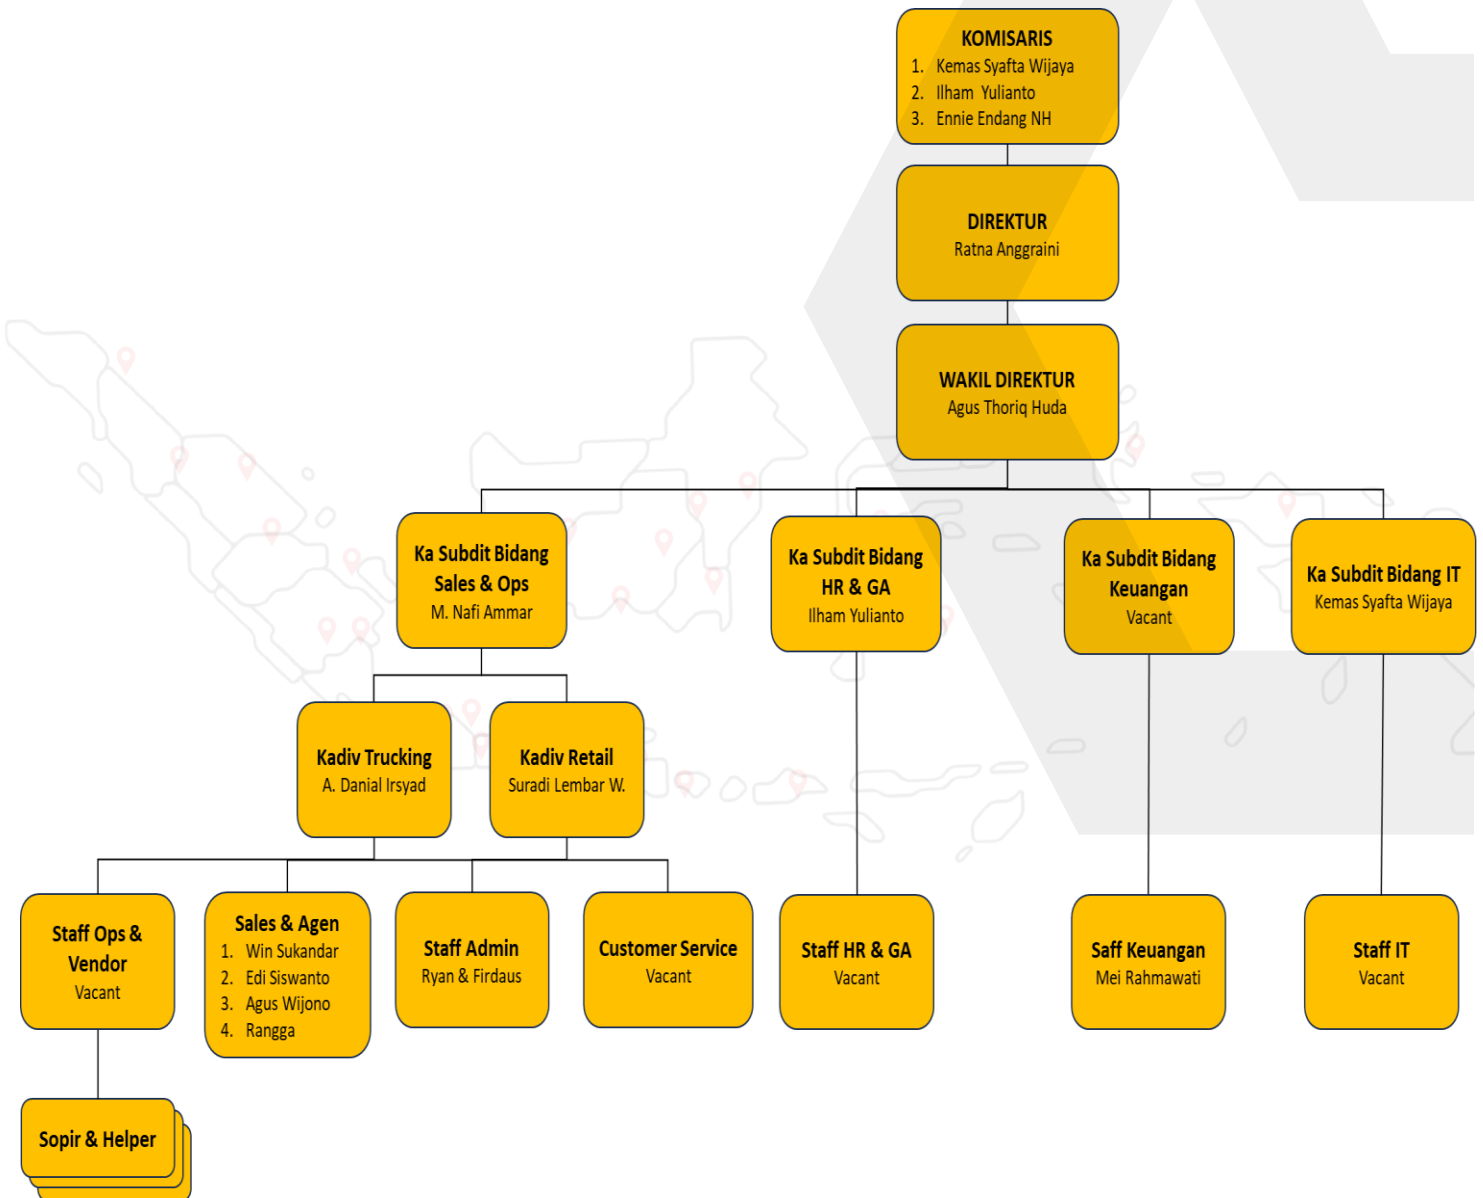 KOMISARIS
1. Kemas Syafta Wijaya
2. Ilham Yulianto
3. Ennie Endang NH
DIREKTUR
Ratna Anggraini
WAKIL DIREKTUR
Agus Thoriq Huda
Ka Subdit Bidang
Sales & Ops
M. Nafi Ammar
Ka Subdit Bidang
HR & GA
Ilham Yulianto
Ka Subdit Bidang
Keuangan
Vacant
Ka Subdit Bidang IT
Kemas Syafta Wijaya
Kadiv Trucking
A. Danial Irsyad
Kadiv Retail
Suradi Lembar W.
Staff Ops &
Vendor
Vacant
Sales & Agen
1. Win Sukandar
2. Edi Siswanto
3. Agus Wijono
4. Rangga
Staff Admin
Ryan & Firdaus
Customer Service
Vacant
Staff HR & GA
Vacant
Saff Keuangan
Mei Rahmawati
Staff IT
Vacant
Sopir & Helper